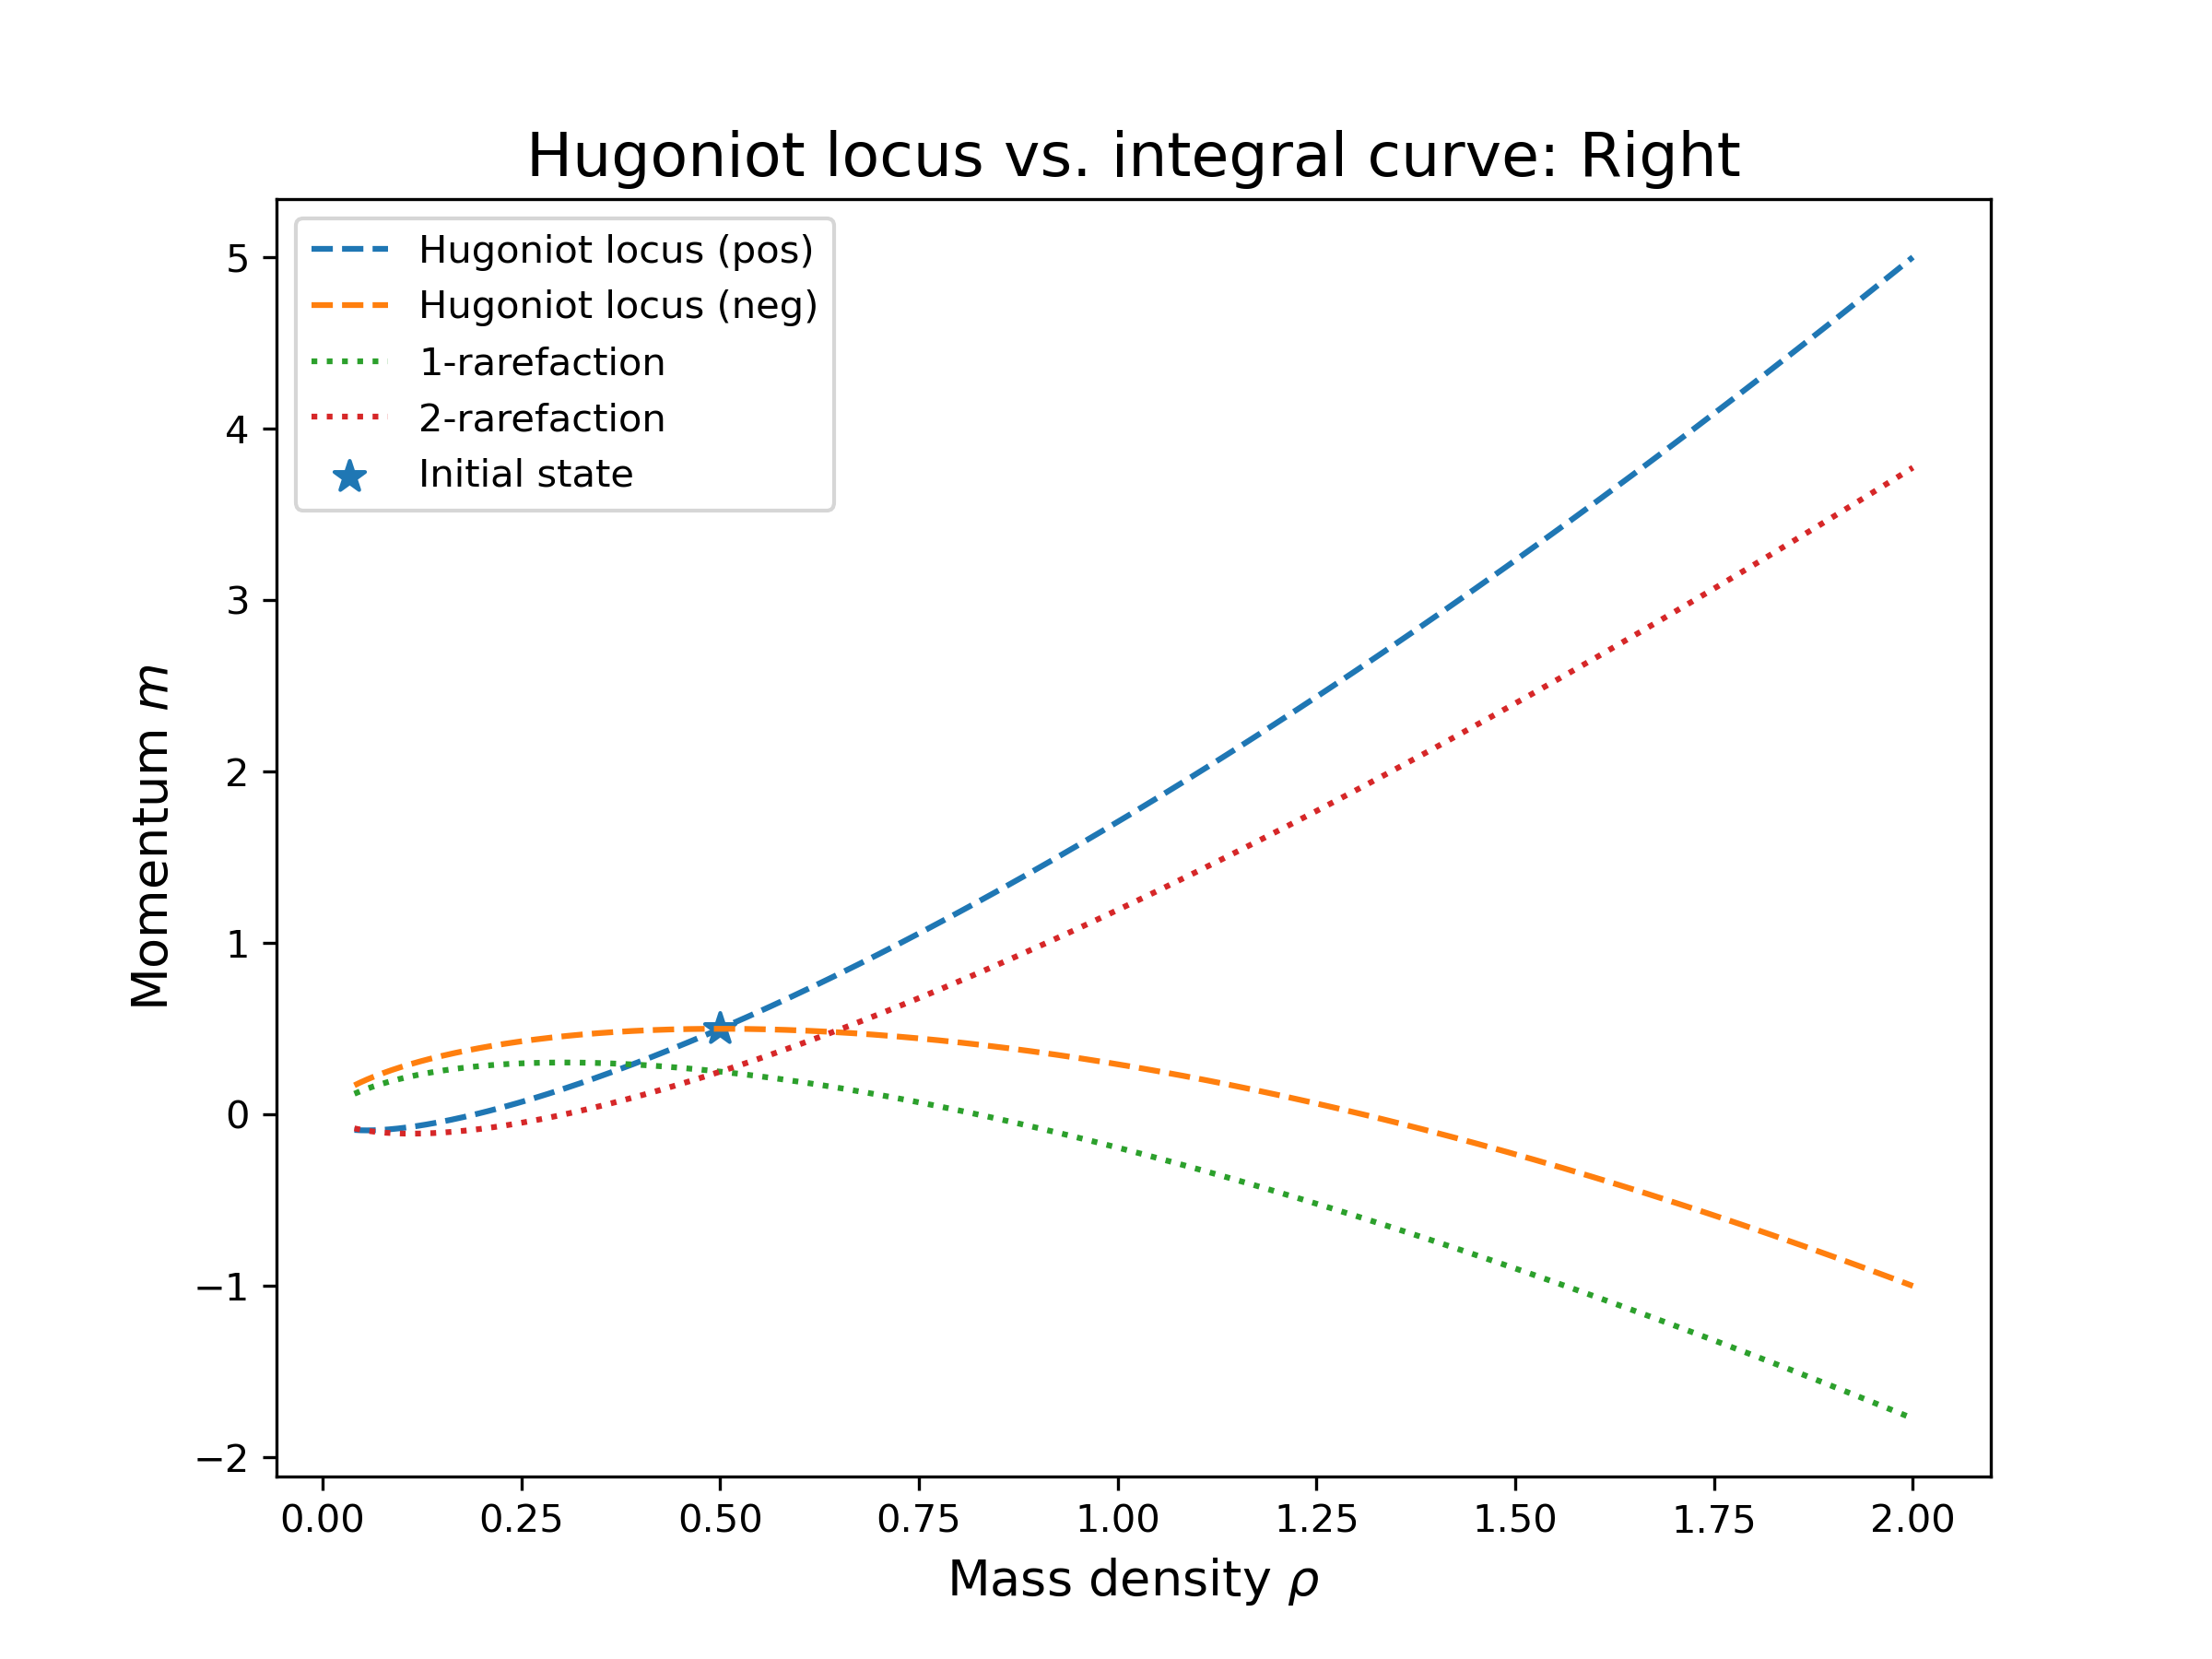 Hugoniot locus vs. integral curve: Right
Hugoniot locus (pos)
Hugoniot locus (neg)
1-rarefaction
2-rarefaction
Initial state
5
4
3
2
1
0
−1
−2
Momentum m
0.00 0.25 0.50 0.75 1.00 1.25 1.50 1.75 2.00
Mass density ρ